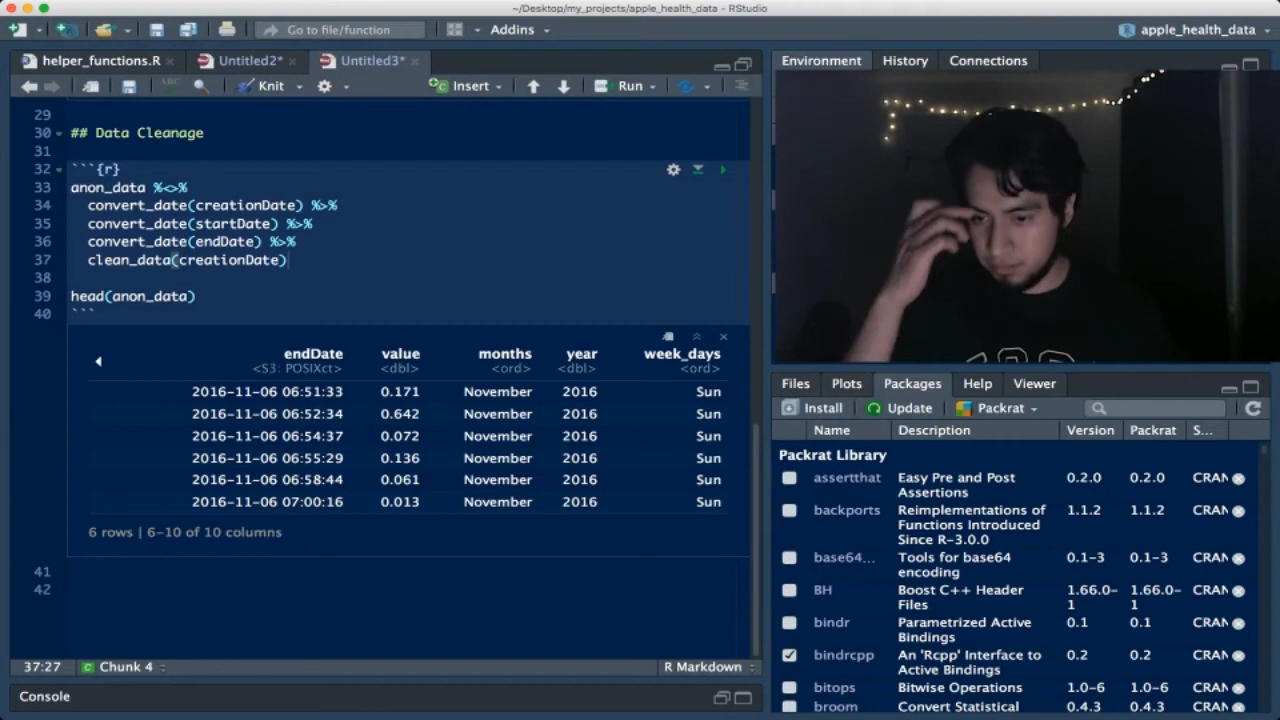 ~/Desktop/my_projects/apple_health_data - RStudio
Go to file/function
Addins
apple_health_data
helper_functions.R
Untitled2*
Untitled3*
ABC
Knit
Insert
Run
29
30 ## Data Cleanage
31
32 ```{r}
33 anon_data %<>%
34 convert_date(creationDate) %>%
35 convert_date(startDate) %>%
36 convert_date(endDate) %>%
37 clean_data(creationDate)
38
39 head(anon_data)
40 ```
endDate value months year week_days
<S3: POSIXct> <dbl> <ord> <dbl> <ord>
2016-11-06 06:51:33 0.171 November 2016 Sun
2016-11-06 06:52:34 0.642 November 2016 Sun
2016-11-06 06:54:37 0.072 November 2016 Sun
2016-11-06 06:55:29 0.136 November 2016 Sun
2016-11-06 06:58:44 0.061 November 2016 Sun
2016-11-06 07:00:16 0.013 November 2016 Sun
6 rows | 6-10 of 10 columns
41
42
37:27 Chunk 4 R Markdown
Console
Environment History Connections
Files Plots Packages Help Viewer
Install Update Packrat
Name Description Version Packrat S...
Packrat Library
assertthat Easy Pre and Post 0.2.0 0.2.0 CRAN
Assertions
backports Reimplementations of 1.1.2 1.1.2 CRAN
Functions Introduced
Since R-3.0.0
base64... Tools for base64 0.1-3 0.1-3 CRAN
encoding
BH Boost C++ Header 1.66.0- 1.66.0- CRAN
Files 1 1
bindr Parametrized Active 0.1 0.1 CRAN
Bindings
bindrcpp An 'Rcpp' Interface to 0.2 0.2 CRAN
Active Bindings
bitops Bitwise Operations 1.0-6 1.0-6 CRAN
broom Convert Statistical 0.4.3 0.4.3 CRAN